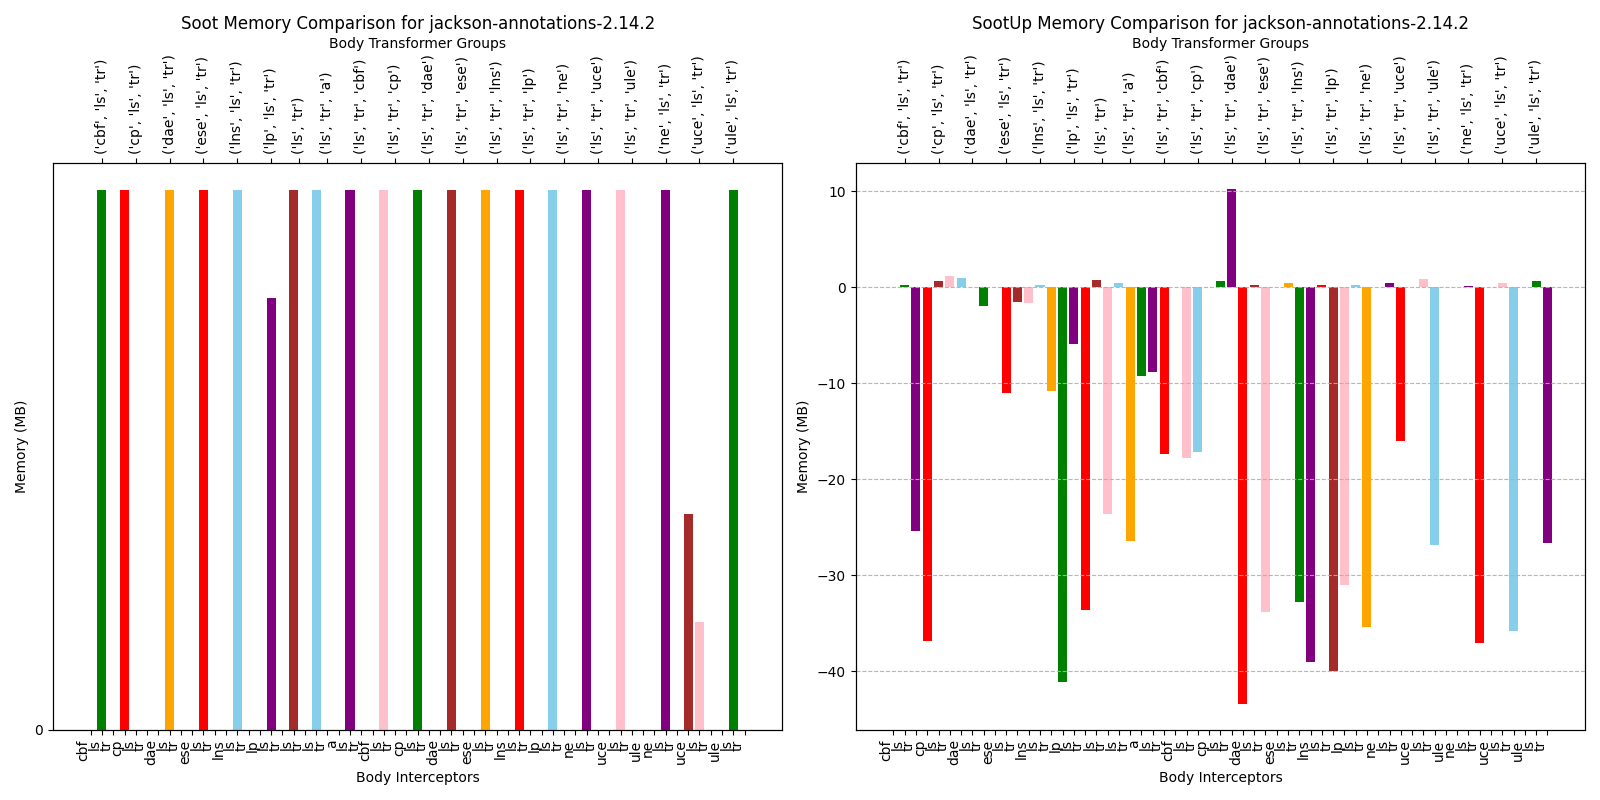 Soot Memory Comparison for jackson-annotations-2.14.2
Body Transformer Groups
('cbf', 'ls', 'tr')
('cp', 'ls', 'tr')
('dae', 'ls', 'tr')
('ese', 'ls', 'tr')
('lns', 'ls', 'tr')
('lp', 'ls', 'tr')
('ls', 'tr')
('ls', 'tr', 'a')
('ls', 'tr', 'cbf')
('ls', 'tr', 'cp')
('ls', 'tr', 'dae')
('ls', 'tr', 'ese')
('ls', 'tr', 'lns')
('ls', 'tr', 'lp')
('ls', 'tr', 'ne')
('ls', 'tr', 'uce')
('ls', 'tr', 'ule')
('ne', 'ls', 'tr')
('uce', 'ls', 'tr')
('ule', 'ls', 'tr')
Memory (MB)
0
cbf
ls
tr
cp
ls
tr
dae
ls
tr
ese
ls
tr
lns
ls
tr
lp
ls
tr
ls
tr
ls
tr
a
ls
tr
cbf
ls
tr
cp
ls
tr
dae
ls
tr
ese
ls
tr
lns
ls
tr
lp
ls
tr
ne
ls
tr
uce
ls
tr
ule
ne
ls
tr
uce
ls
tr
ule
ls
tr
Body Interceptors
SootUp Memory Comparison for jackson-annotations-2.14.2
Body Transformer Groups
('cbf', 'ls', 'tr')
('cp', 'ls', 'tr')
('dae', 'ls', 'tr')
('ese', 'ls', 'tr')
('lns', 'ls', 'tr')
('lp', 'ls', 'tr')
('ls', 'tr')
('ls', 'tr', 'a')
('ls', 'tr', 'cbf')
('ls', 'tr', 'cp')
('ls', 'tr', 'dae')
('ls', 'tr', 'ese')
('ls', 'tr', 'lns')
('ls', 'tr', 'lp')
('ls', 'tr', 'ne')
('ls', 'tr', 'uce')
('ls', 'tr', 'ule')
('ne', 'ls', 'tr')
('uce', 'ls', 'tr')
('ule', 'ls', 'tr')
Memory (MB)
10
0
−10
−20
−30
−40
cbf
ls
tr
cp
ls
tr
dae
ls
tr
ese
ls
tr
lns
ls
tr
lp
ls
tr
ls
tr
ls
tr
a
ls
tr
cbf
ls
tr
cp
ls
tr
dae
ls
tr
ese
ls
tr
lns
ls
tr
lp
ls
tr
ne
ls
tr
uce
ls
tr
ule
ne
ls
tr
uce
ls
tr
ule
ls
tr
Body Interceptors